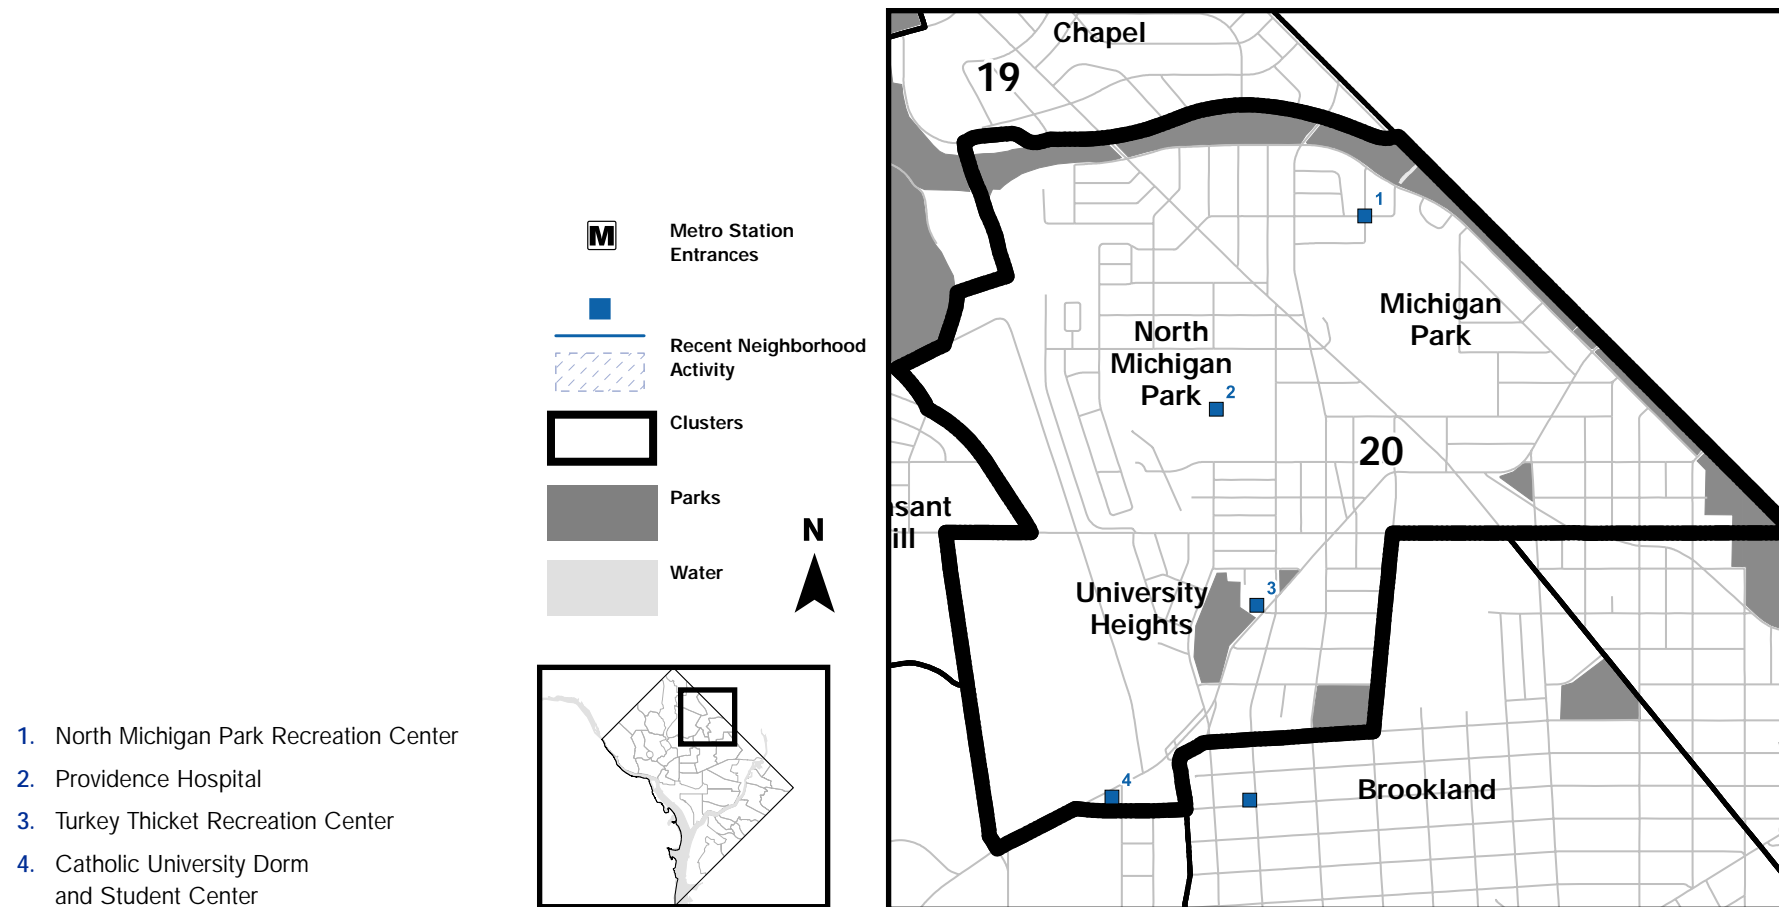 M
Metro Station
Entrances
Recent Neighborhood
Activity
Clusters
Parks
N
Water
1. North Michigan Park Recreation Center
2. Providence Hospital
3. Turkey Thicket Recreation Center
4. Catholic University Dorm
and Student Center
Chapel
19
1
Michigan
Park
North
Michigan
Park
2
20
sant
ill
University
Heights
3
4
Brookland